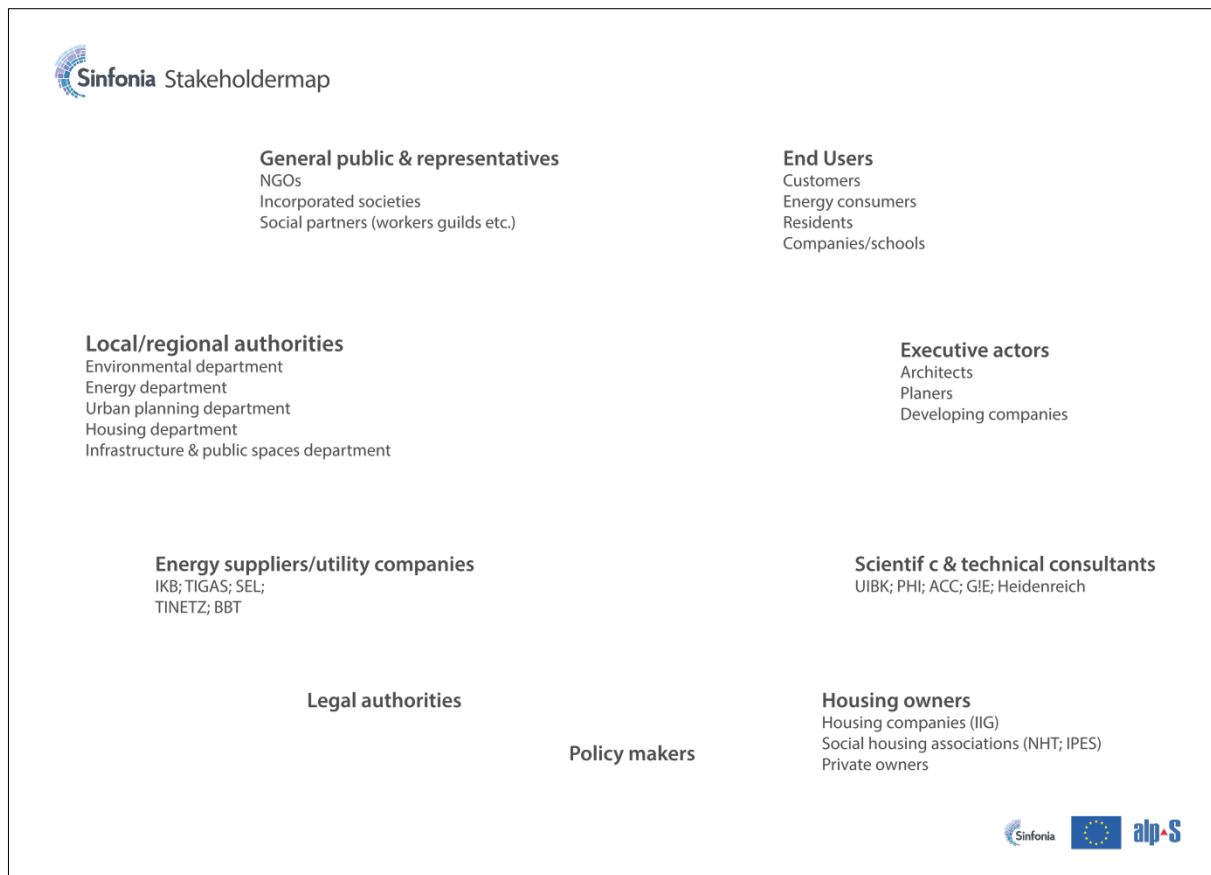 Sinfonia Stakeholdermap
General public & representatives
NGOs
Incorporated societies
Social partners (workers guilds etc.)
End Users
Customers
Energy consumers
Residents
Companies/schools
Local/regional authorities
Environmental department
Energy department
Urban planning department
Housing department
Infrastructure & public spaces department
Executive actors
Architects
Planers
Developing companies
Energy suppliers/utility companies
IKB; TIGAS; SEL;
TINETZ; BBT
Scientif c & technical consultants
UIBK; PHI; ACC; G!E; Heidenreich
Legal authorities
Policy makers
Housing owners
Housing companies (IIG)
Social housing associations (NHT; IPES)
Private owners
Sinfonia
alp S